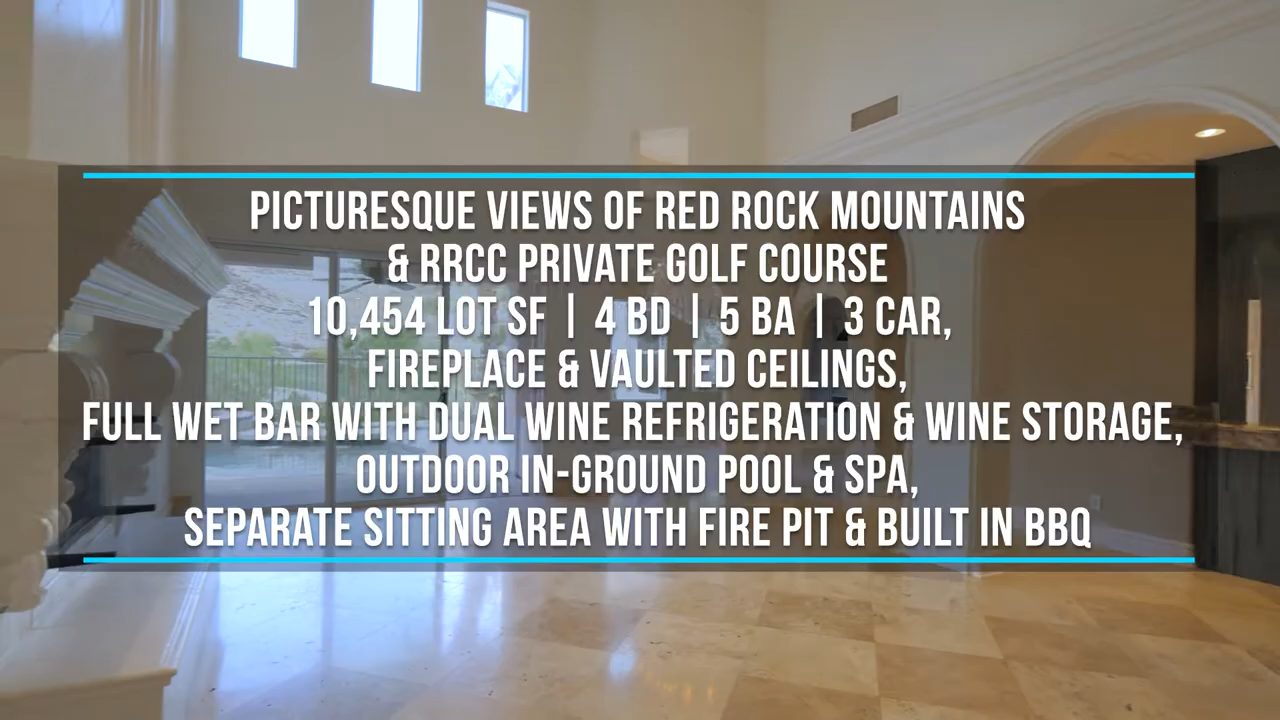 PICTURESQUE VIEWS OF RED ROCK MOUNTAINS
& RRCC PRIVATE GOLF COURSE
10,454 LOT SF | 4 BD | 5 BA | 3 CAR,
FIREPLACE & VAULTED CEILINGS,
FULL WET BAR WITH DUAL WINE REFRIGERATION & WINE STORAGE,
OUTDOOR IN-GROUND POOL & SPA,
SEPARATE SITTING AREA WITH FIRE PIT & BUILT IN BBQ